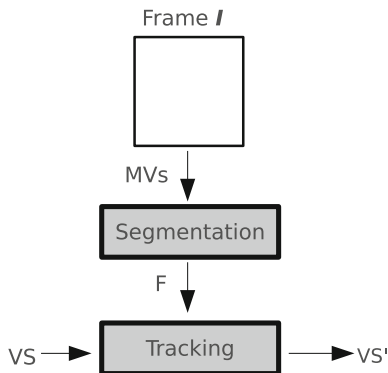 Frame I
MVs
Segmentation
F
VS
Tracking
VS'